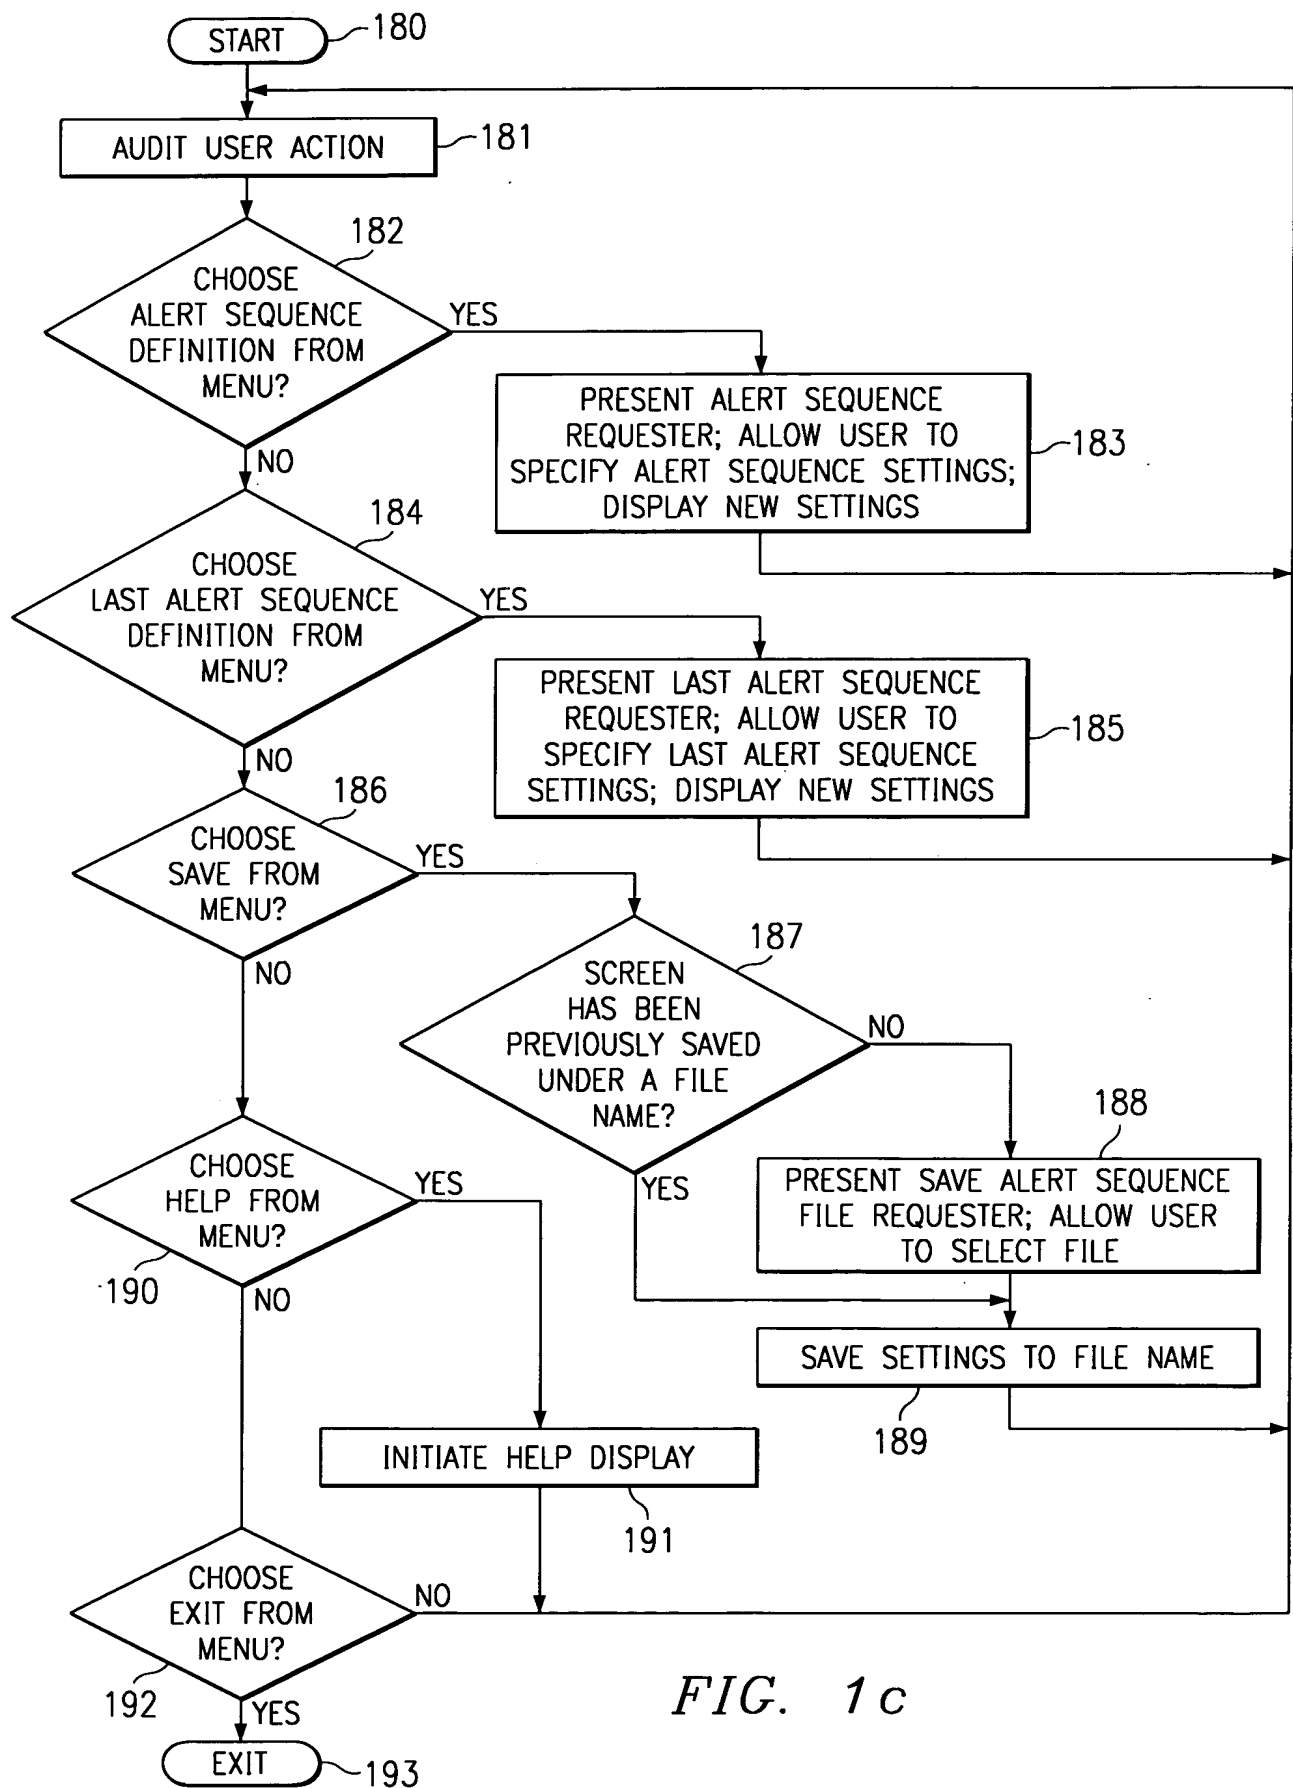 START
180
AUDIT USER ACTION
181
182
CHOOSE
ALERT SEQUENCE
DEFINITION FROM
MENU?
YES
NO
PRESENT ALERT SEQUENCE
REQUESTER; ALLOW USER TO
SPECIFY ALERT SEQUENCE SETTINGS;
DISPLAY NEW SETTINGS
183
184
CHOOSE
LAST ALERT SEQUENCE
DEFINITION FROM
MENU?
YES
NO
PRESENT LAST ALERT SEQUENCE
REQUESTER; ALLOW USER TO
SPECIFY LAST ALERT SEQUENCE
SETTINGS; DISPLAY NEW SETTINGS
185
186
CHOOSE
SAVE FROM
MENU?
YES
NO
187
SCREEN
HAS BEEN
PREVIOUSLY SAVED
UNDER A FILE
NAME?
NO
YES
188
PRESENT SAVE ALERT SEQUENCE
FILE REQUESTER; ALLOW USER
TO SELECT FILE
SAVE SETTINGS TO FILE NAME
189
CHOOSE
HELP FROM
MENU?
YES
190
NO
INITIATE HELP DISPLAY
191
CHOOSE
EXIT FROM
MENU?
NO
192
YES
EXIT
193
FIG. 1c